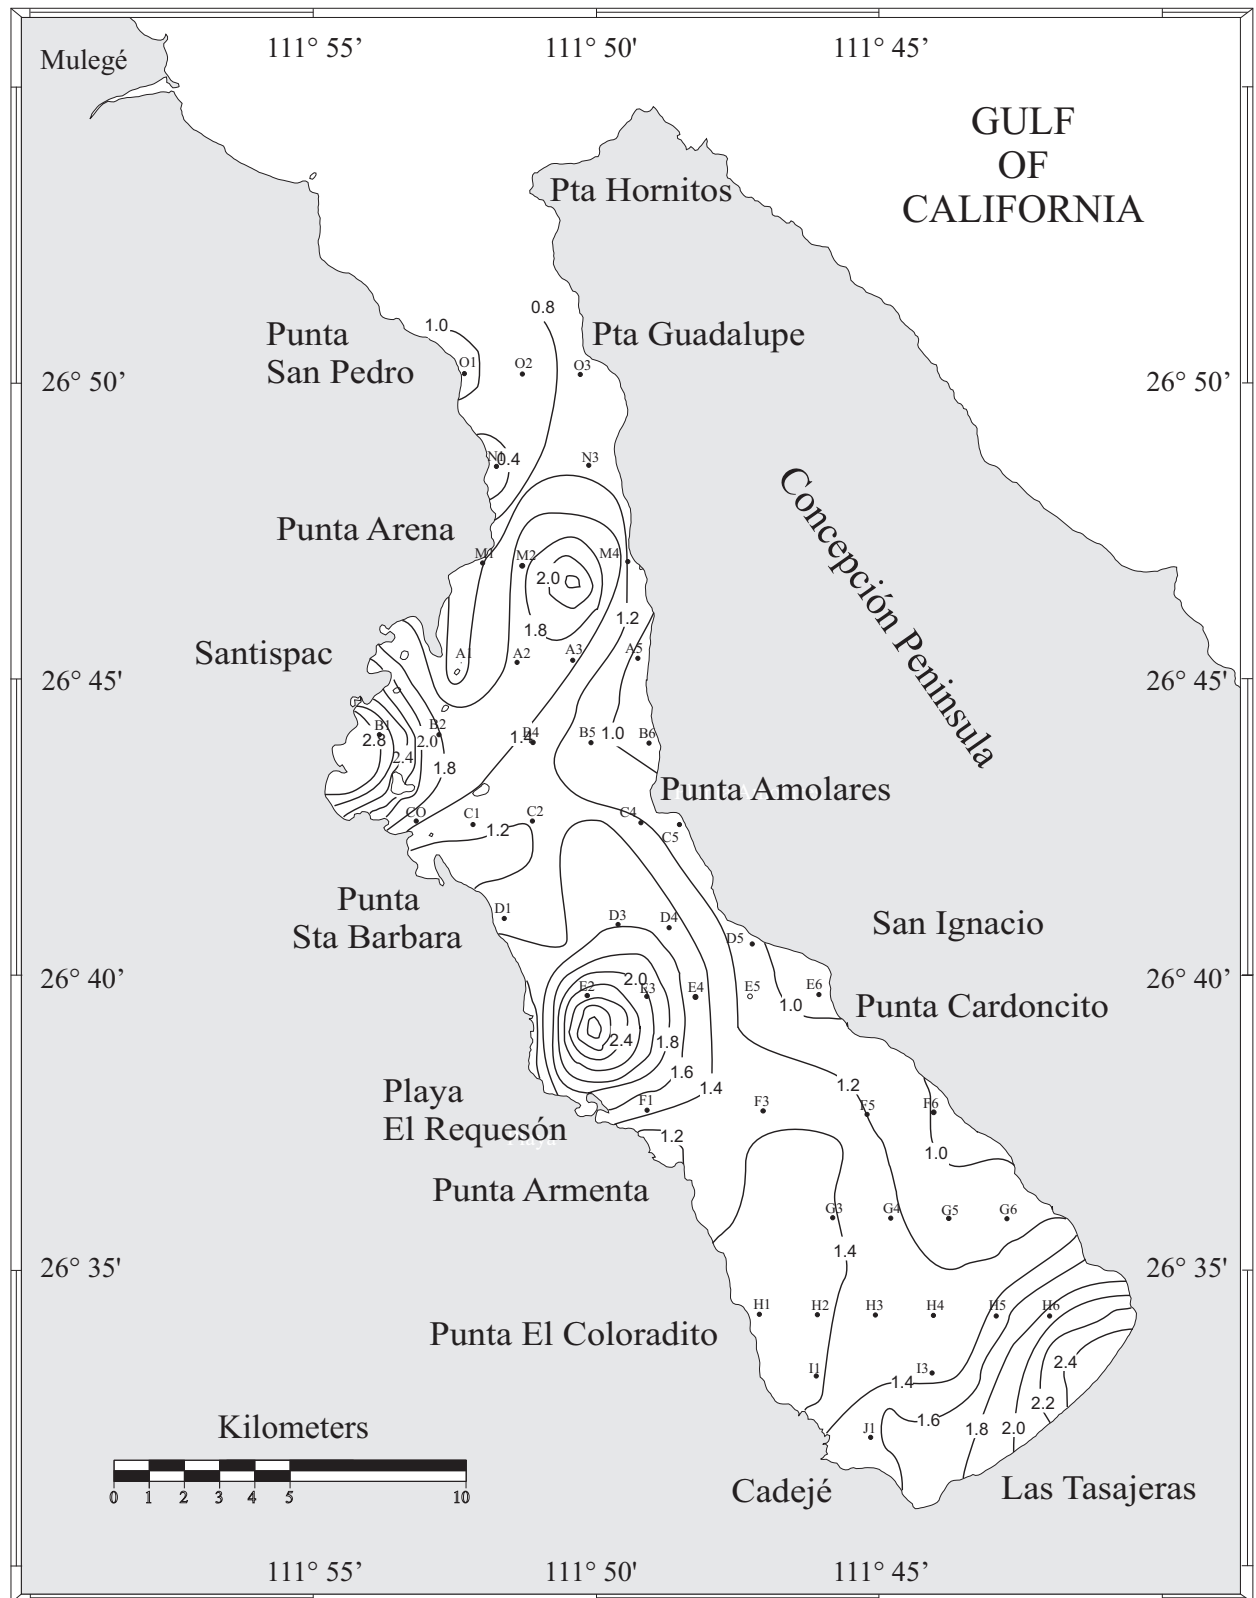 111° 55’ 111° 50' 111° 45’
Mulegé
GULF
OF
CALIFORNIA
Pta Hornitos
0.8
1.0
Punta
San Pedro
Pta Guadalupe
O1 O2 O3
26° 50’ 26° 50’
N1 0.4 N3
Concepción Peninsula
Punta Arena
M1 M2 M4
2.0
1.2
1.8
Santispac
A1 A2 A3 A5
26° 45' 26° 45’
B1 B2 B4 B5 B6
2.8 2.0 1.4 1.0
2.4
1.8
Punta Amolares
CO C1 C2 C4
1.2 C5
Punta
Sta Barbara
D1 D3 D4
San Ignacio
D5
26° 40’ 26° 40’
2.0
E2 E3 E4 E5 E6
1.0
Punta Cardoncito
2.4 1.8
1.6
1.4 1.2
Playa
El Requesón
F1 F3 F5 F6
1.2 1.0
Punta Armenta
G3 G4 G5 G6
1.4
26° 35' 26° 35'
H1 H2 H3 H4 H5 H6
Punta El Coloradito
I1 I3
2.4
1.4
2.2
1.6 1.8 2.0
J1
Kilometers
0 1 2 3 4 5 10
Cadejé Las Tasajeras
111° 55’ 111° 50' 111° 45’